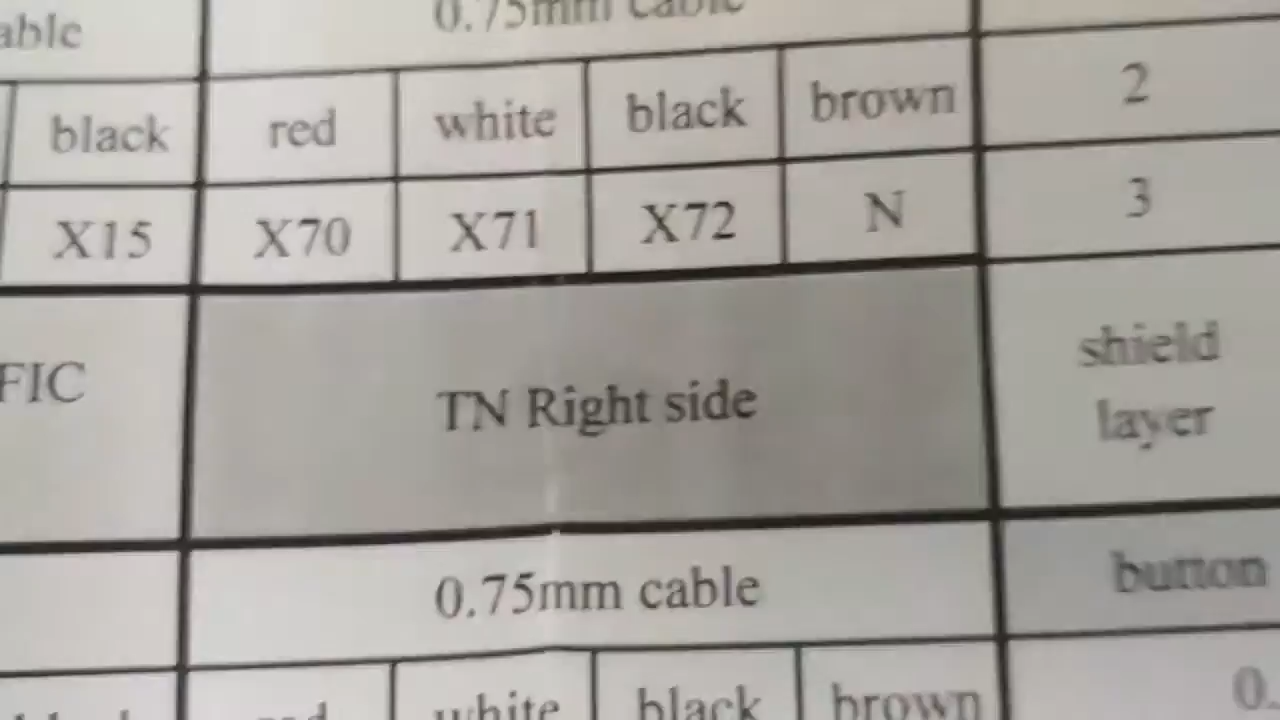 able 0.75mm cable
black red white black brown 2
X15 X70 X71 X72 N 3
FIC TN Right side shield
layer
0.75mm cable button
white black brown 0.